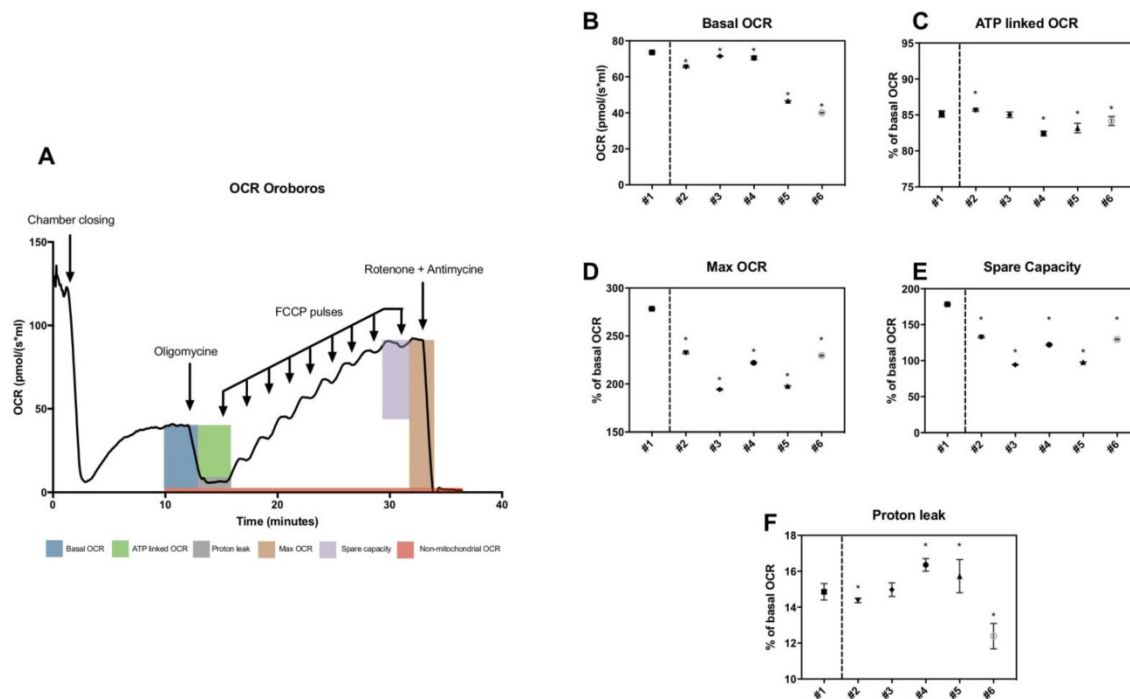 A
OCR Oroboros
Chamber closing
Rotenone + Antimycine
FCCP pulses
Oligomycine
OCR (pmol/(s*ml)
150
100
50
0
0 10 20 30 40
Time (minutes)
Basal OCR ATP linked OCR Proton leak Max OCR Spare capacity Non-mitochondrial OCR
B
Basal OCR
OCR (pmol/(s*ml)
80
60
40
20
0
* * * * *
#1 #2 #3 #4 #5 #6
C
ATP linked OCR
% of basal OCR
95
90
85
80
75
* * * *
#1 #2 #3 #4 #5 #6
D
Max OCR
% of basal OCR
300
250
200
150
* * * * *
#1 #2 #3 #4 #5 #6
E
Spare Capacity
% of basal OCR
200
150
100
50
0
* * * * *
#1 #2 #3 #4 #5 #6
F
Proton leak
% of basal OCR
18
16
14
12
10
* * * *
#1 #2 #3 #4 #5 #6